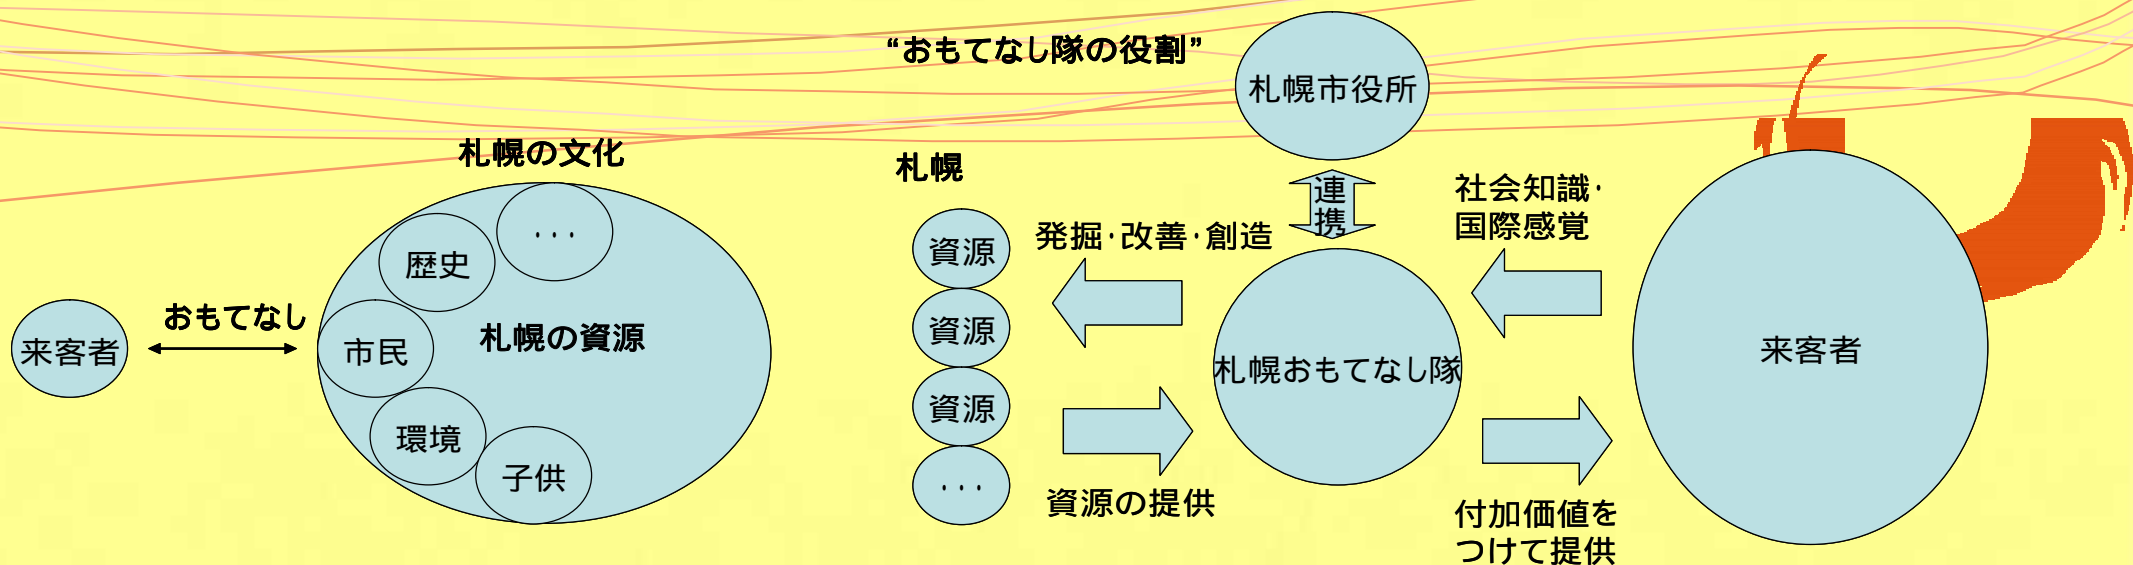 “おもてなし隊の役割”
札幌市役所
札幌の文化
札幌
連
携
社会知識・
国際感覚
発掘・改善・創造
・・・
歴史
資源
おもてなし
札幌の資源
資源
来客者
市民
札幌おもてなし隊
来客者
資源
環境
子供
・・・
資源の提供
付加価値を
つけて提供